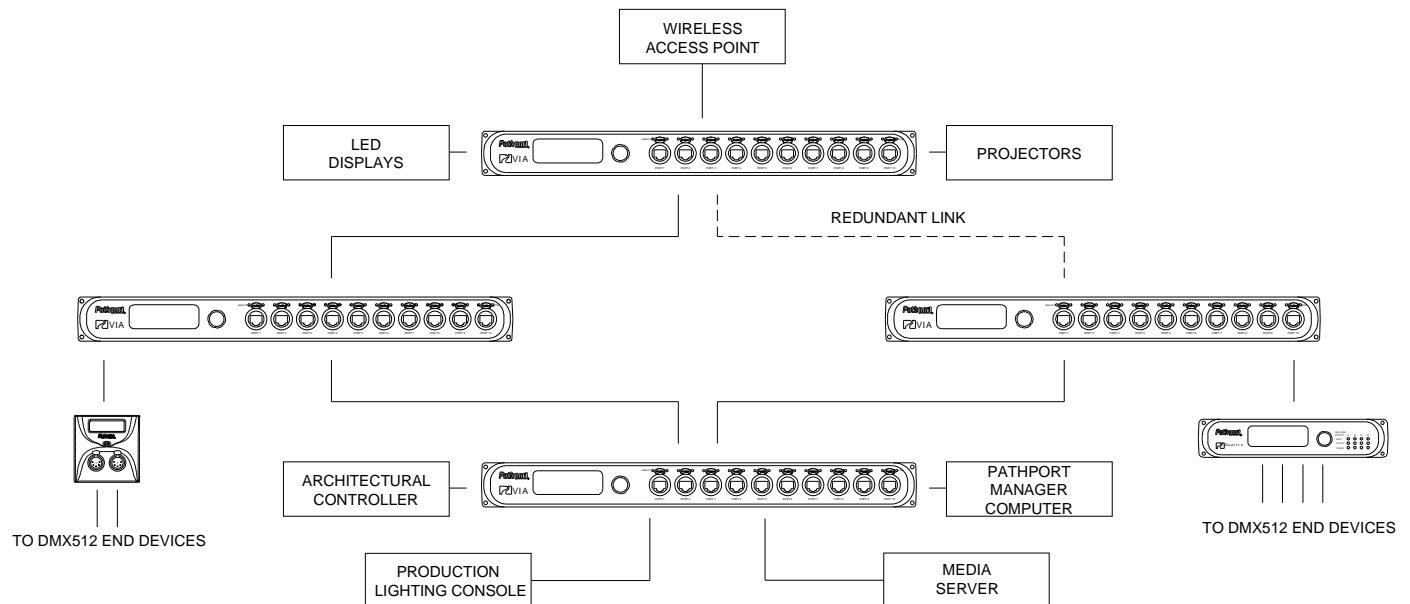 WIRELESS
ACCESS POINT
LED
DISPLAYS
Pathport
VIA
PROJECTORS
REDUNDANT LINK
Pathport
VIA
Pathport
VIA
ARCHITECTURAL
CONTROLLER
Pathport
VIA
PATHPORT
MANAGER
COMPUTER
TO DMX512 END DEVICES
TO DMX512 END DEVICES
PRODUCTION
LIGHTING CONSOLE
MEDIA
SERVER